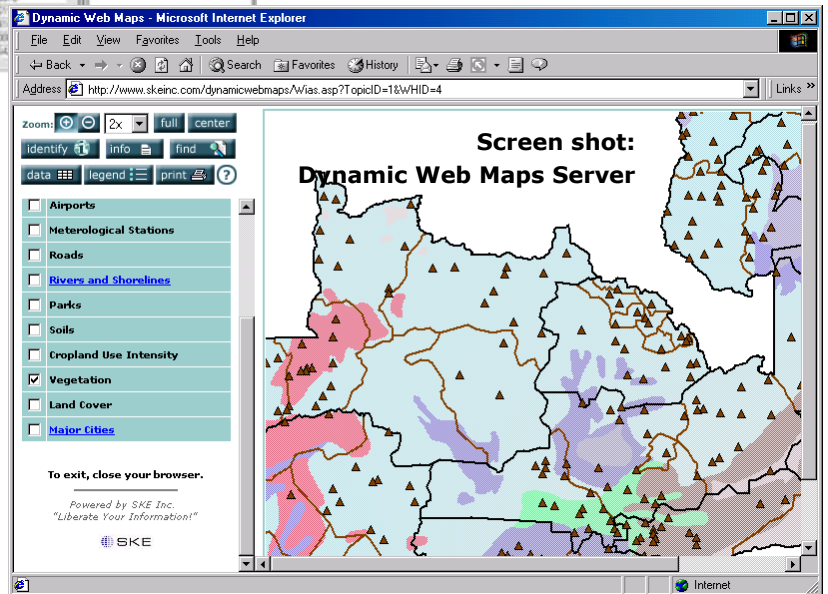 Dynamic Web Maps - Microsoft Internet Explorer
File Edit View Favorites Tools Help
Back Search Favorites History
Address http://www.skeinc.com/dynamicwebmaps/Wias.asp?TopicID=1&WHID=4 Links »
Zoom: 2x full center
identify info find
data legend print ?
Screen shot:
Dynamic Web Maps Server
Airports
Meterological Stations
Roads
Rivers and Shorelines
Parks
Soils
Cropland Use Intensity
Vegetation
Land Cover
Major Cities
To exit, close your browser.
Powered by SKE Inc.
"Liberate Your Information!"
SKE
Internet